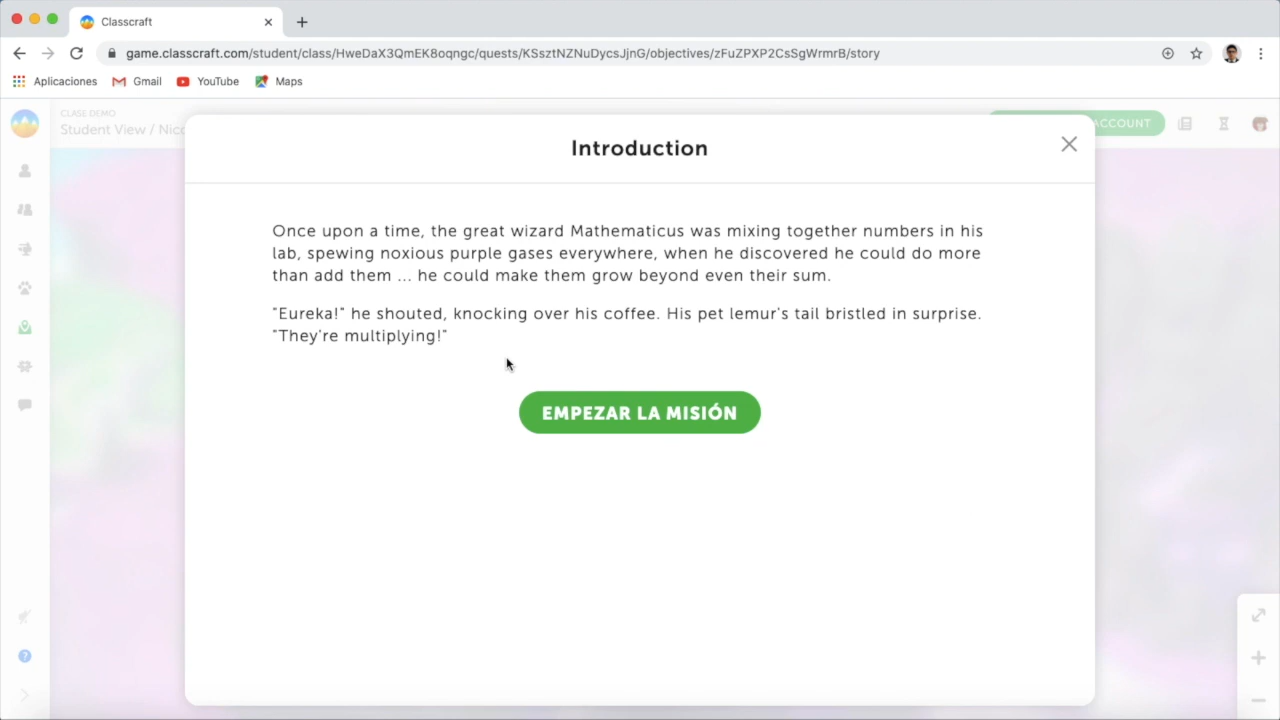 Classcraft
game.classcraft.com/student/class/HweDaX3QmEK8oqngc/quests/KSsztNZNuDycsJjnG/objectives/zFuZPXP2CsSgWrmrB/story
Aplicaciones Gmail YouTube Maps
CLASS DEMO
Student View / Nico
ACCOUNT
Introduction
Once upon a time, the great wizard Mathematicus was mixing together numbers in his
lab, spewing noxious purple gases everywhere, when he discovered he could do more
than add them ... he could make them grow beyond even their sum.
"Eureka!" he shouted, knocking over his coffee. His pet lemur's tail bristled in surprise.
"They're multiplying!"
EMPEZAR LA MISIÓN